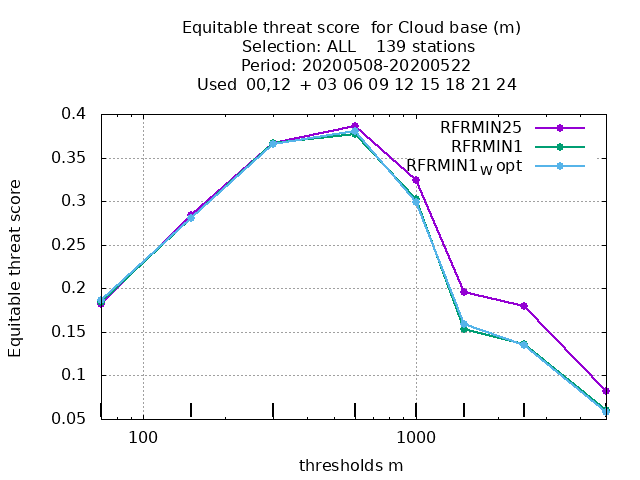 Equitable threat score  for Cloud base (m)
Selection: ALL    139 stations
Period: 20200508-20200522
Used  00,12  + 03 06 09 12 15 18 21 24
Equitable threat score
0.4
0.35
0.3
0.25
0.2
0.15
0.1
0.05
RFRMIN25
RFRMIN1
RFRMIN1W opt
100
1000
thresholds m